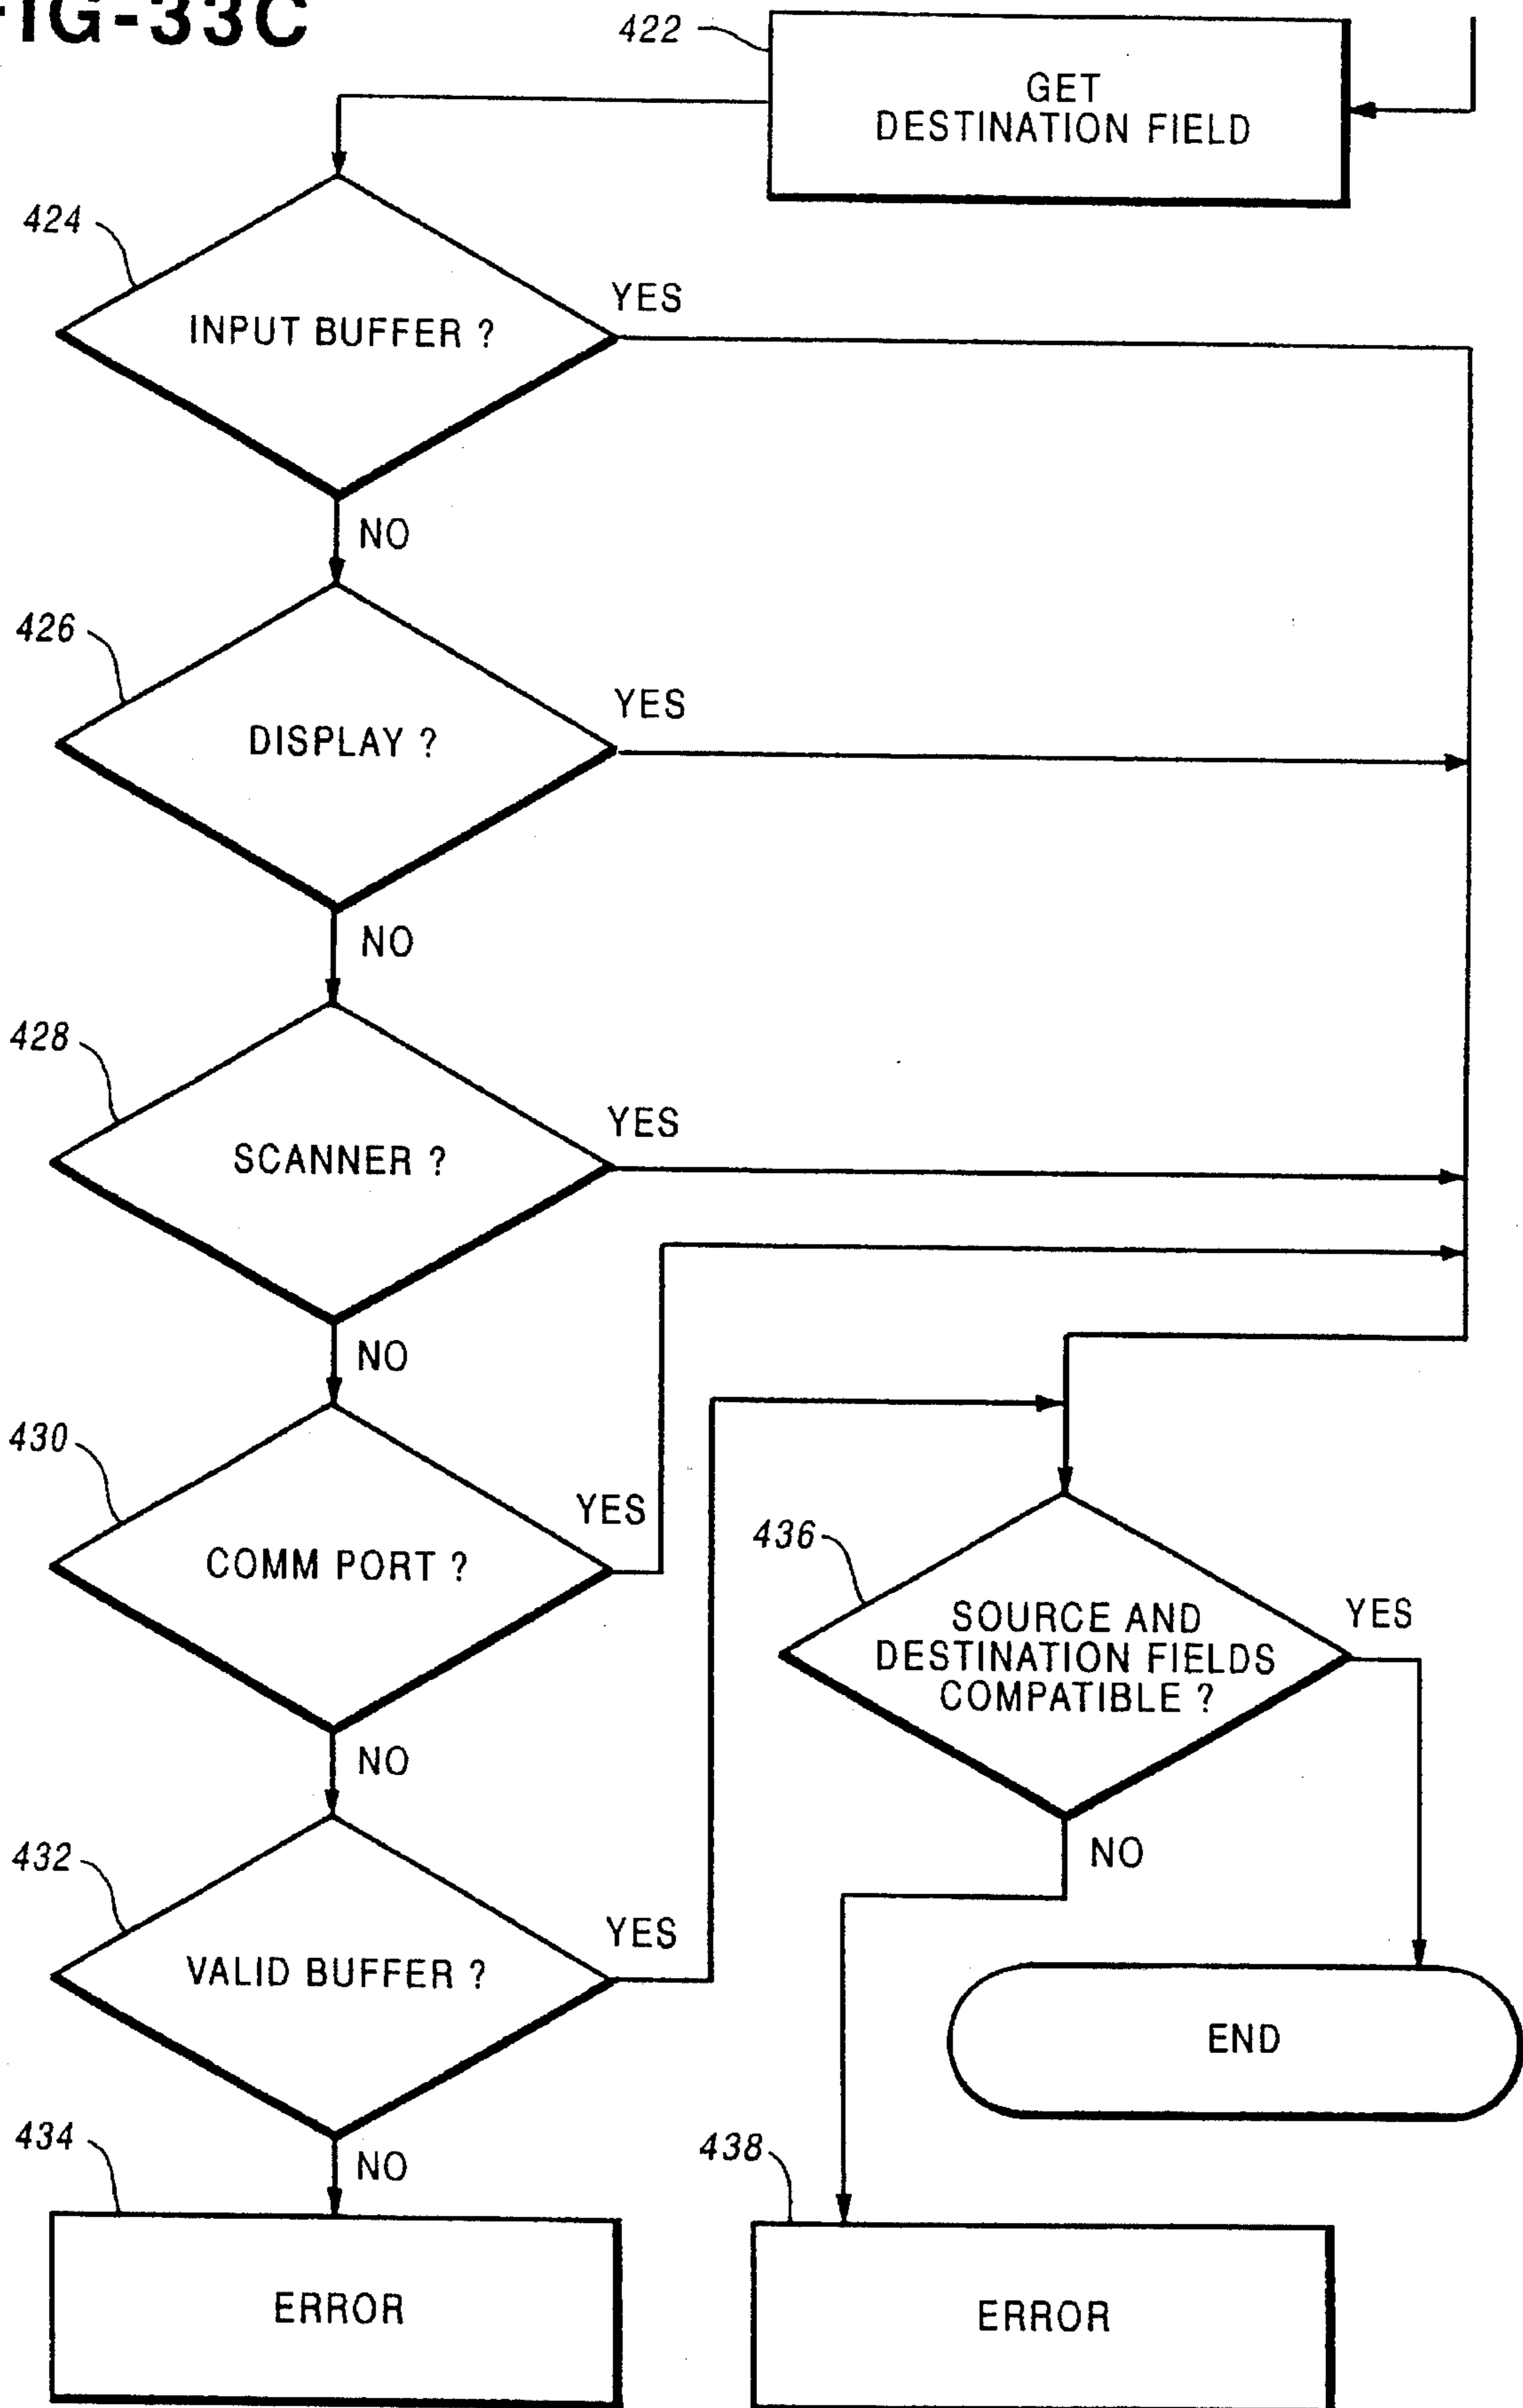 FIG-33C
422
GET
DESTINATION FIELD
424
INPUT BUFFER ?
YES
NO
426
DISPLAY ?
YES
NO
428
SCANNER ?
YES
NO
430
COMM PORT ?
YES
NO
432
VALID BUFFER ?
YES
NO
434
ERROR
436
SOURCE AND
DESTINATION FIELDS
COMPATIBLE ?
YES
NO
END
438
ERROR